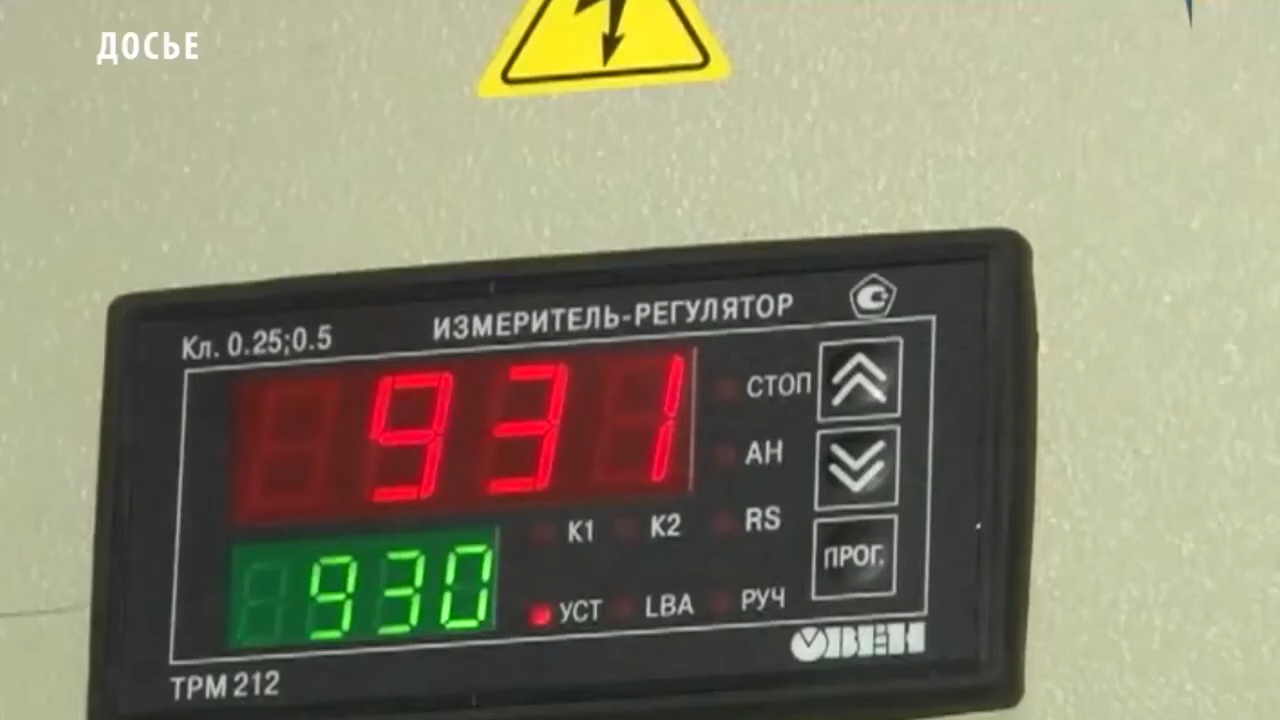 ДОСЬЕ
Кл. 0.25;0.5
ИЗМЕРИТЕЛЬ-РЕГУЛЯТОР
931
СТОП
АН
К1
К2
RS
930
УСТ
LBA
РУЧ
ПРОГ.
ОВЕН
ТРМ 212